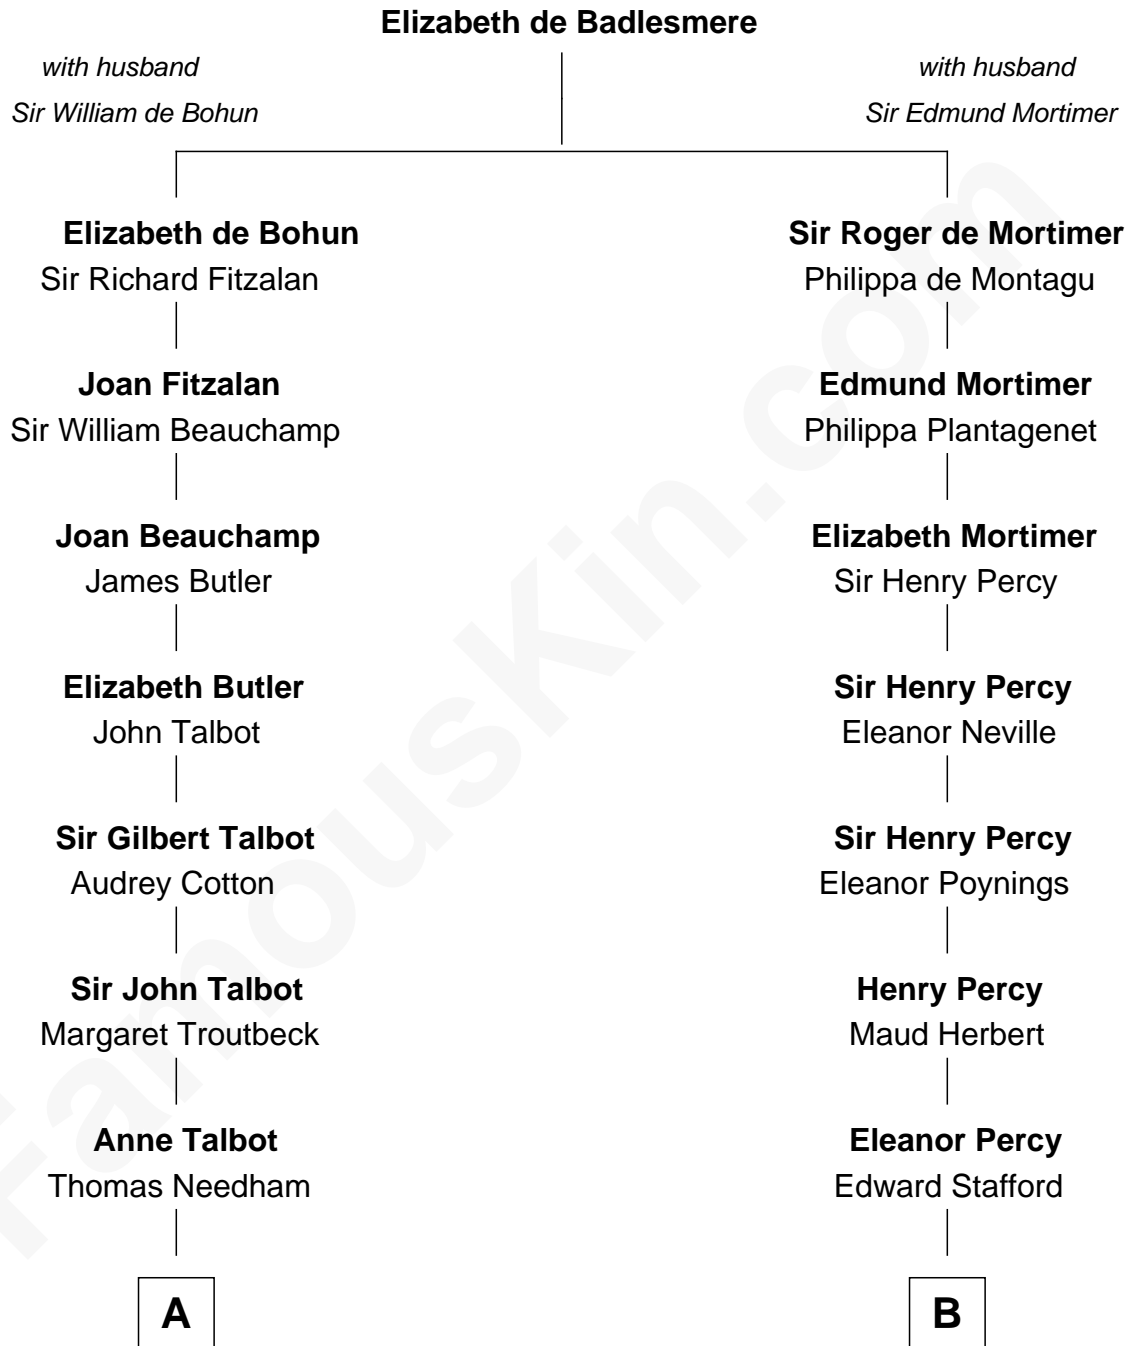 Elizabeth de Badlesmere
with husband
Sir William de Bohun
with husband
Sir Edmund Mortimer
Elizabeth de Bohun
Sir Richard Fitzalan
Sir Roger de Mortimer
Philippa de Montagu
Joan Fitzalan
Sir William Beauchamp
Edmund Mortimer
Philippa Plantagenet
Joan Beauchamp
James Butler
Elizabeth Mortimer
Sir Henry Percy
Elizabeth Butler
John Talbot
Sir Henry Percy
Eleanor Neville
Sir Gilbert Talbot
Audrey Cotton
Sir Henry Percy
Eleanor Poynings
Sir John Talbot
Margaret Troutbeck
Henry Percy
Maud Herbert
Anne Talbot
Thomas Needham
Eleanor Percy
Edward Stafford
A
B
FamousKin.com